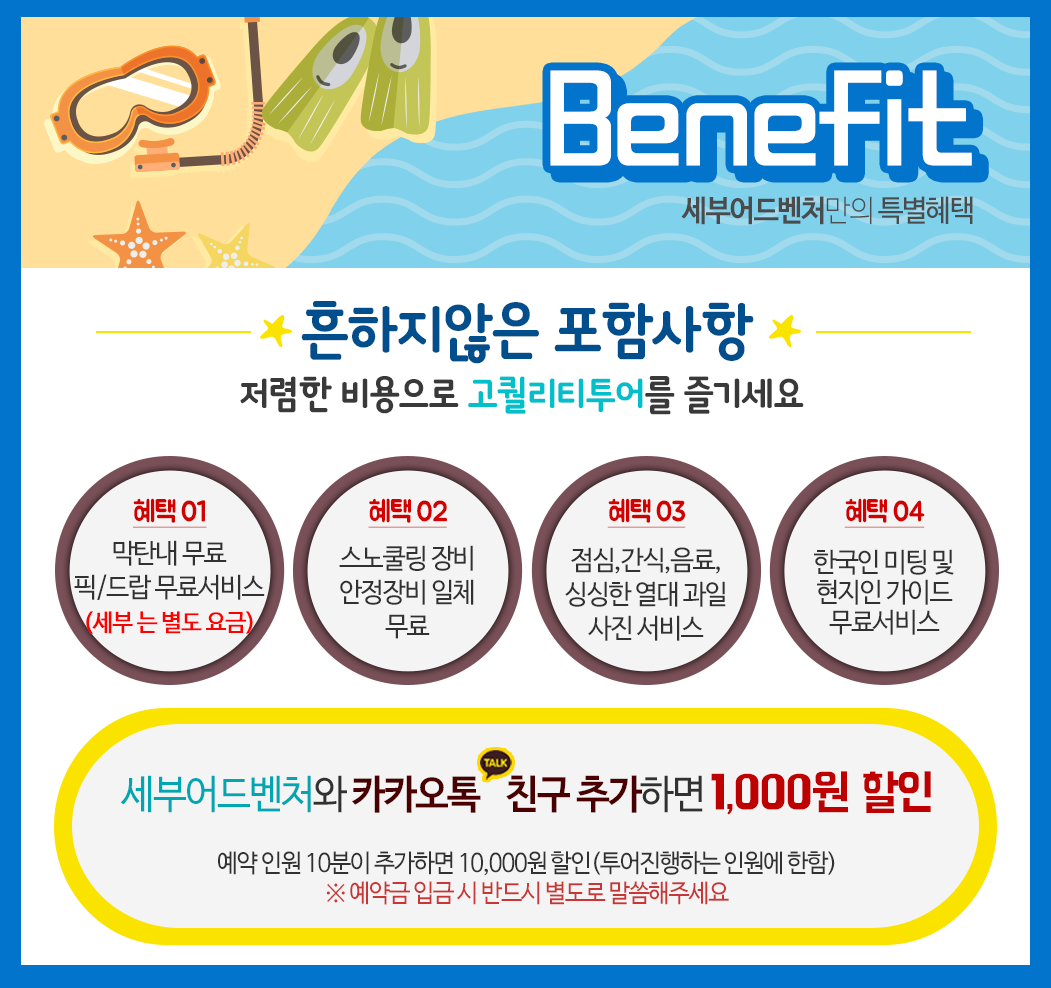 Benefit
세부어드벤처만의 특별혜택
흔하지않은 포함사항
저렴한 비용으로 고퀄리티투어를 즐기세요
혜택 01
막탄내 무료
픽/드랍 무료서비스
(세부 는 별도 요금)
혜택 02
스노쿨링 장비
안정장비 일체
무료
혜택 03
점심,간식,음료,
싱싱한 열대 과일
사진 서비스
혜택 04
한국인 미팅 및
현지인 가이드
무료서비스
TALK
세부어드벤처와 카카오톡 친구 추가하면 1,000원 할인
예약 인원 10분이 추가하면 10,000원 할인(투어진행하는 인원에 한함)
※ 예약금 입금 시 반드시 별도로 말씀해주세요